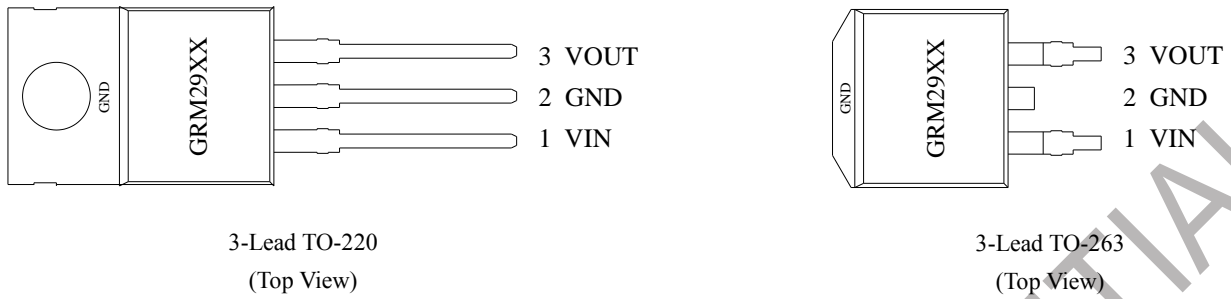 GND
GRM29XX
3 VOUT
2 GND
1 VIN
3-Lead TO-220
(Top View)
GND
GRM29XX
3 VOUT
2 GND
1 VIN
3-Lead TO-263
(Top View)